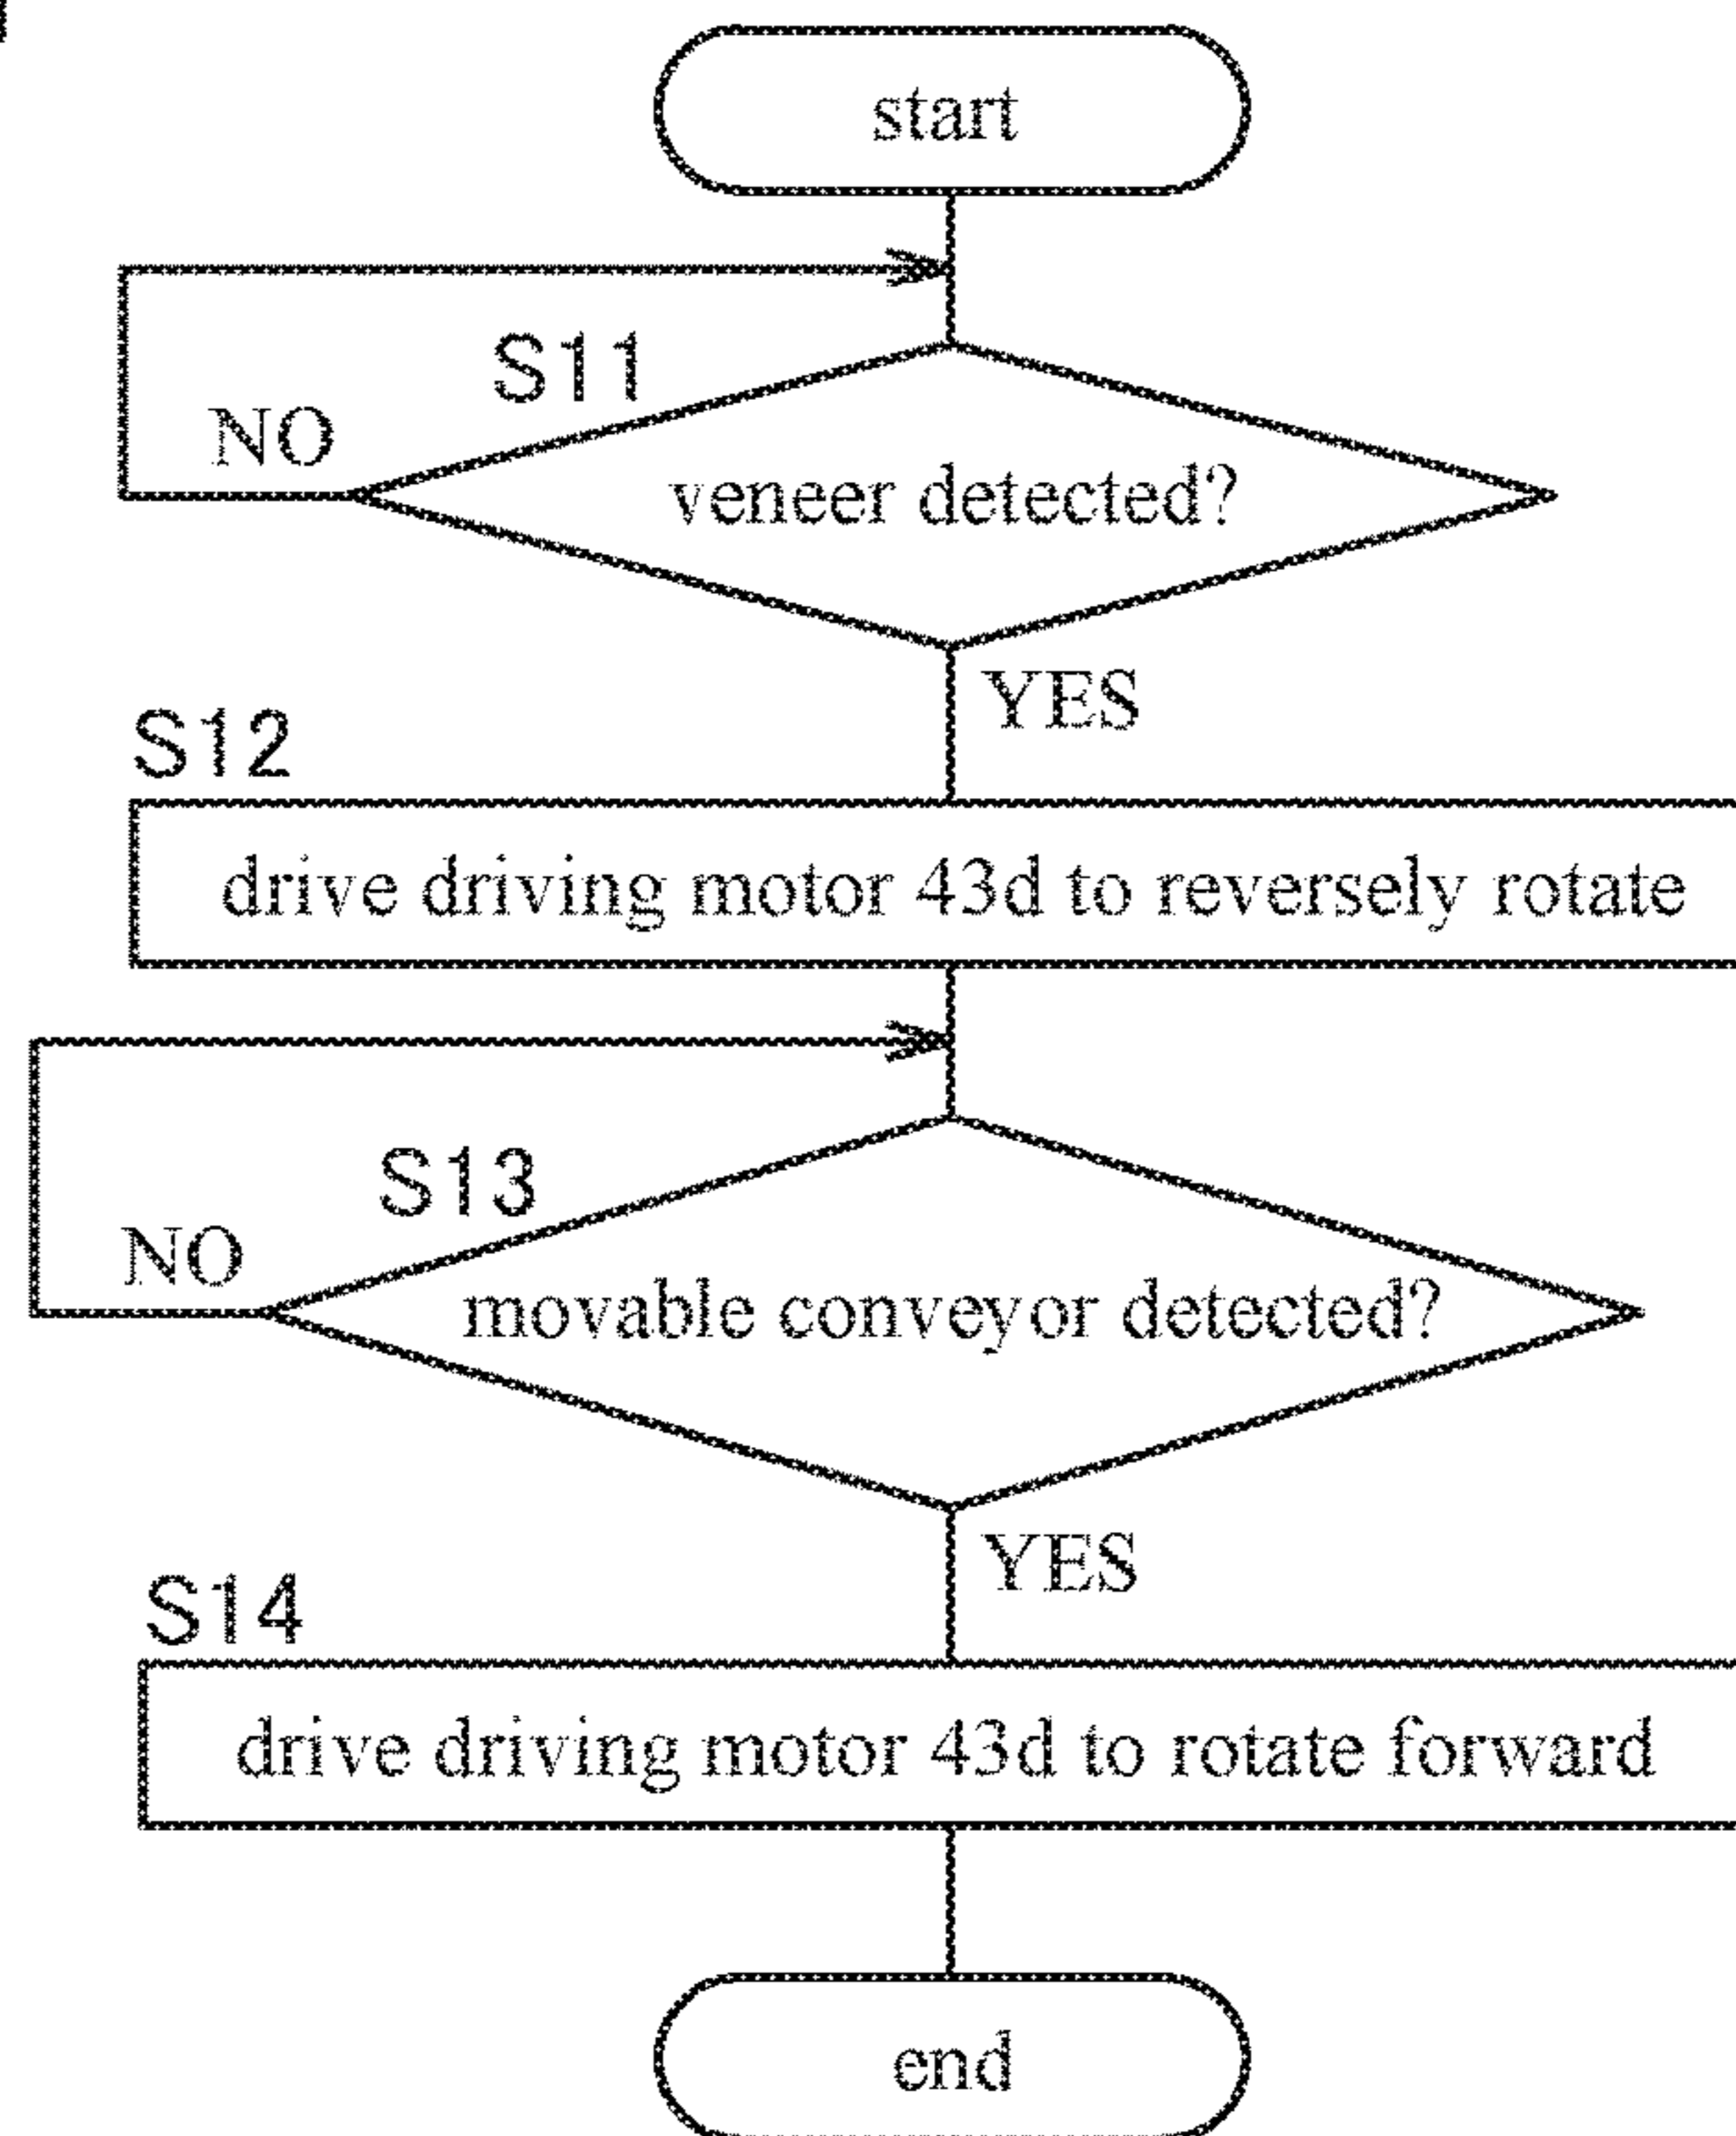 start
S11
NO
veneer detected?
YES
S12
drive driving motor 43d to reversely rotate
S13
NO
movable conveyor detected?
YES
S14
drive driving motor 43d to rotate forward
end